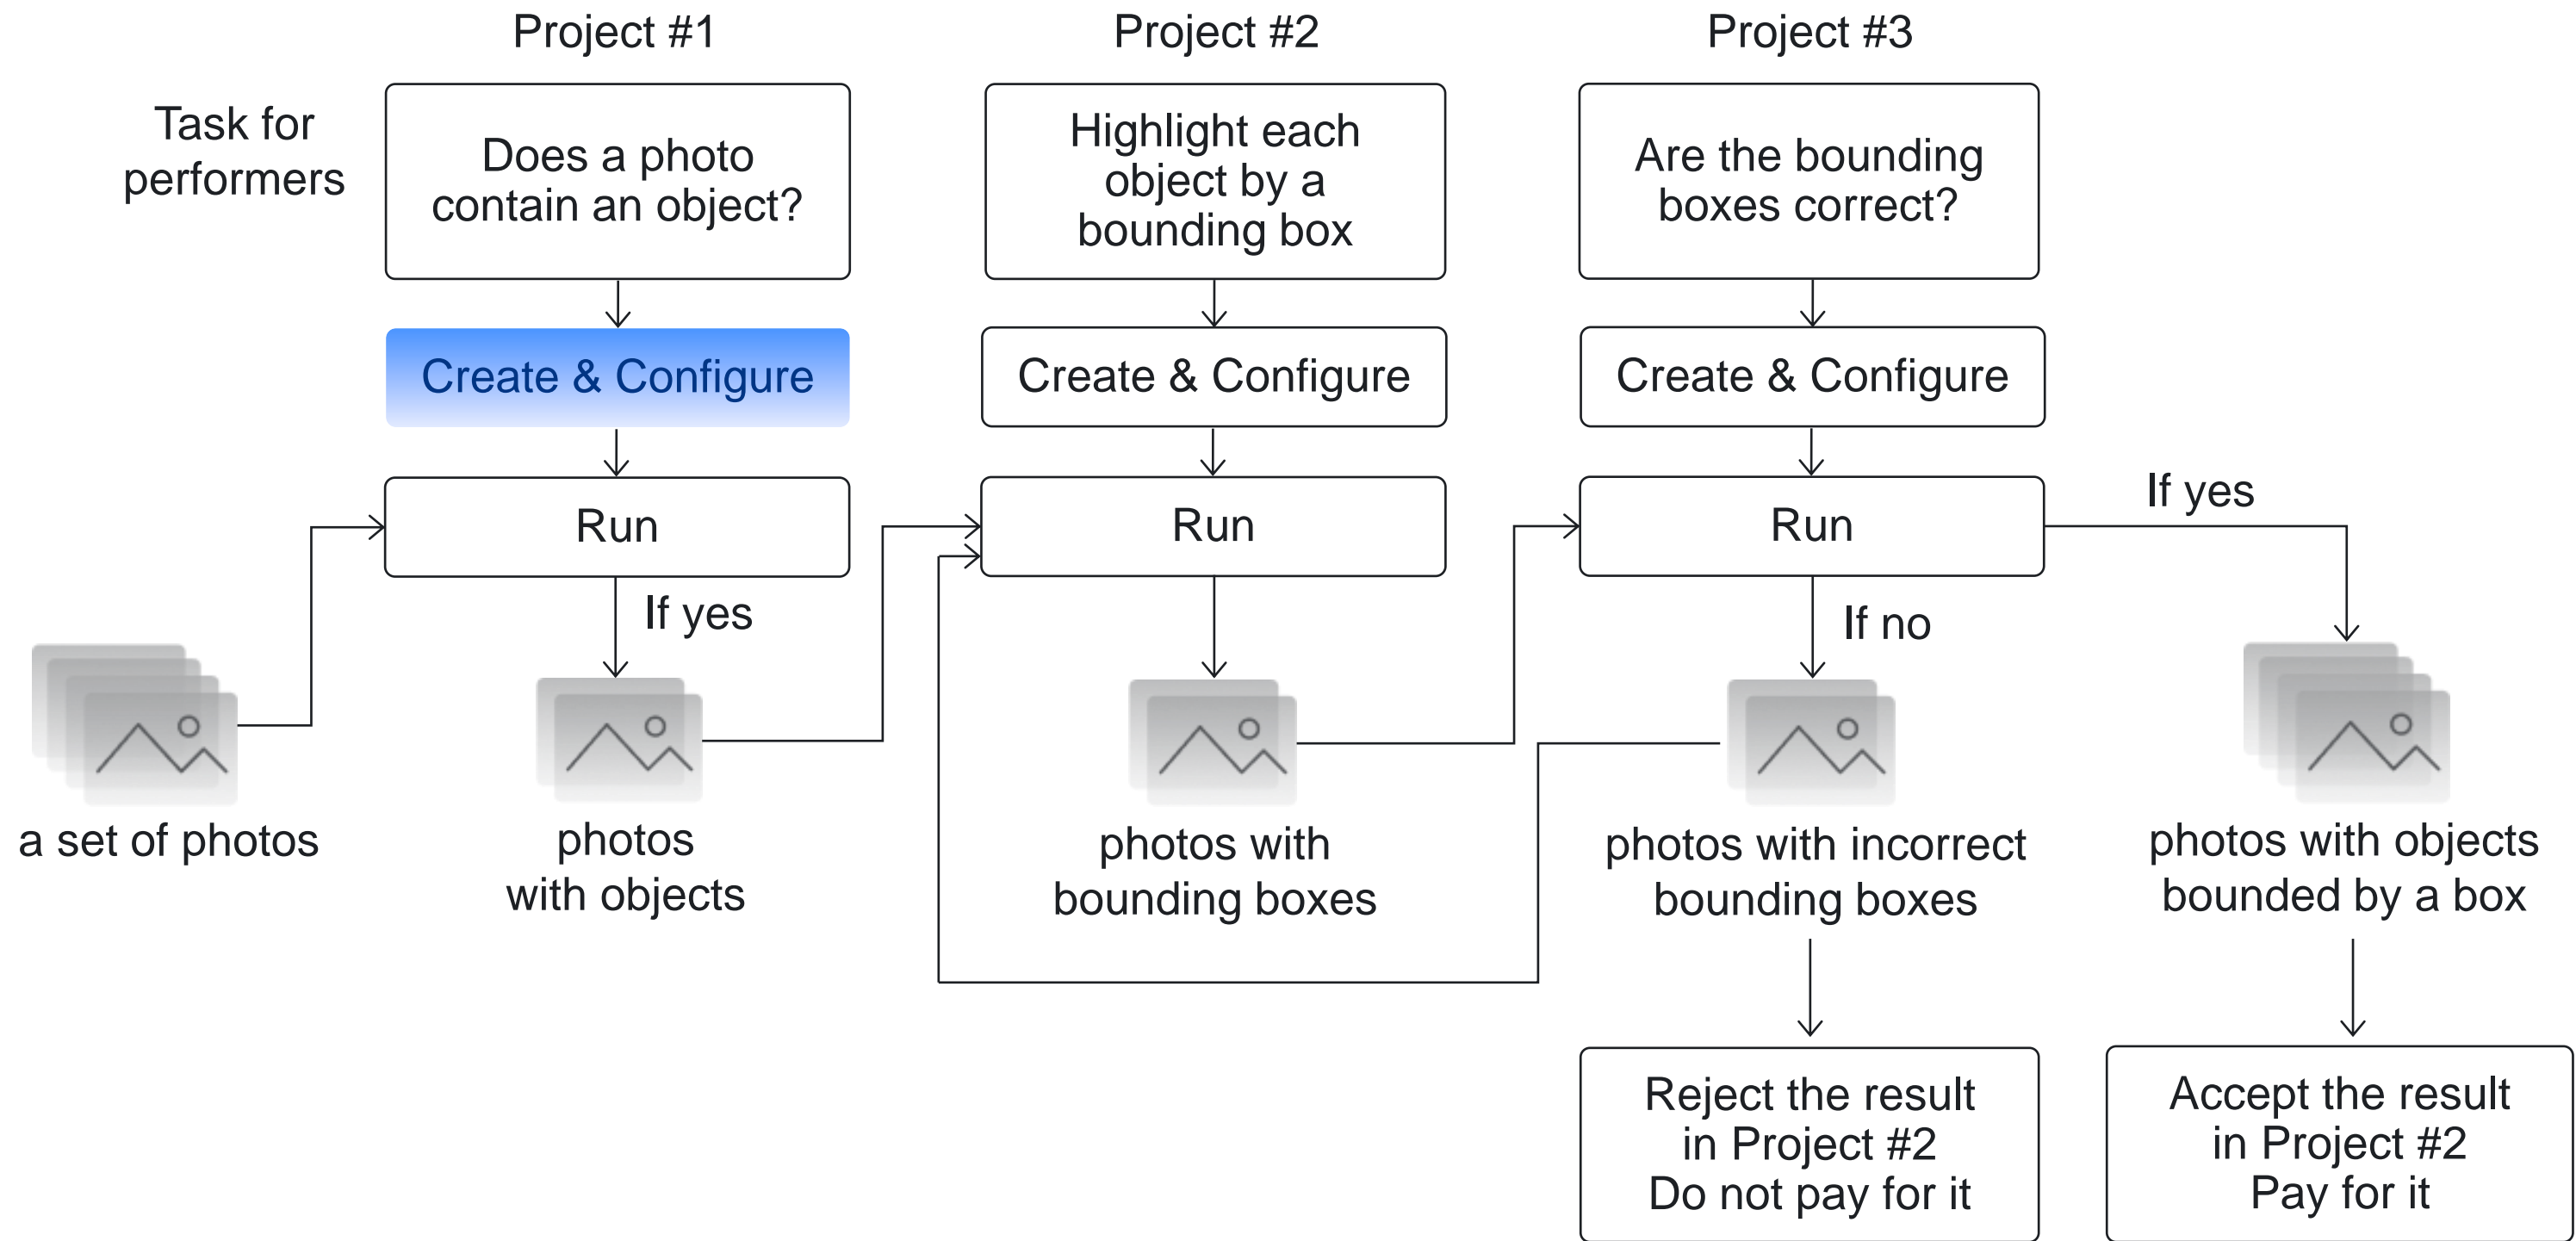 Project #1
Project #2
Project #3
Task for
performers
Does a photo
contain an object?
Highlight each
object by a
bounding box
Are the bounding
boxes correct?
Create & Configure
Create & Configure
Create & Configure
Run
Run
Run
If yes
If yes
If no
a set of photos
photos
with objects
photos with
bounding boxes
photos with incorrect
bounding boxes
photos with objects
bounded by a box
Reject the result
in Project #2
Do not pay for it
Accept the result
in Project #2
Pay for it